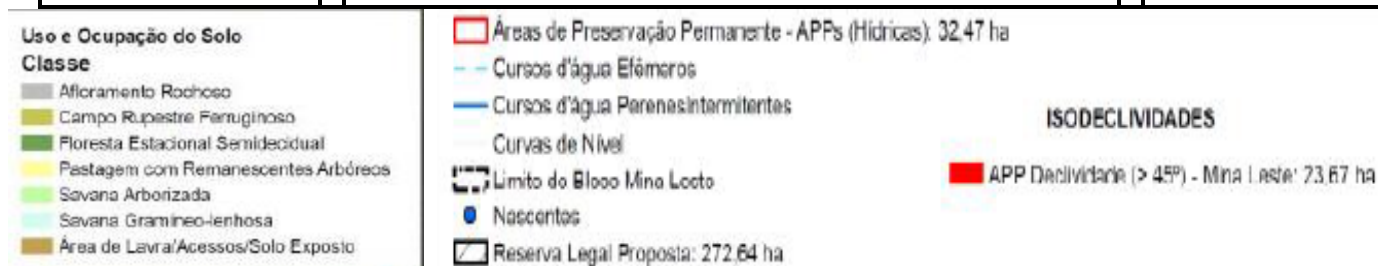 Uso e Ocupação do Solo
Classe
Afloramento Rochoso
Campo Rupestre Ferruginoso
Floresta Estacional Semidecidual
Pastagem com Remanescentes Arbóreos
Savana Arborizada
Savana Gramíneo-lenhosa
Área de Lavra/Acessos/Solo Exposto
Áreas de Preservação Permanente - APPs (Hídricas): 32,47 ha
Cursos d'água Efêmeros
Cursos d'água PerenesIntermitentes
Curvas de Nível
Limite do Bloco Mina Leste
Nascentes
Reserva Legal Proposta: 272,64 ha
ISODECLIVIDADES
APP Declividade (> 45º) - Mina Leste: 23,67 ha